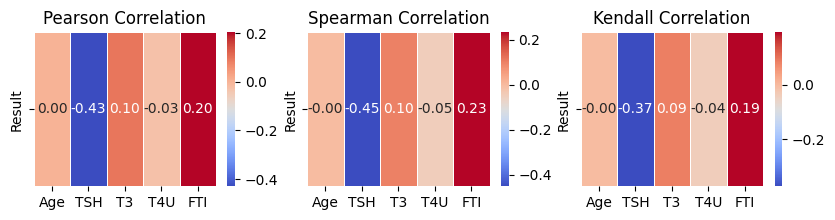 Pearson Correlation
Result
0.00 -0.43 0.10 -0.03 0.20
Age TSH T3 T4U FTI
0.2
0.0
−0.2
−0.4
Spearman Correlation
Result
-0.00 -0.45 0.10 -0.05 0.23
Age TSH T3 T4U FTI
0.2
0.0
−0.2
−0.4
Kendall Correlation
Result
-0.00 -0.37 0.09 -0.04 0.19
Age TSH T3 T4U FTI
0.0
−0.2